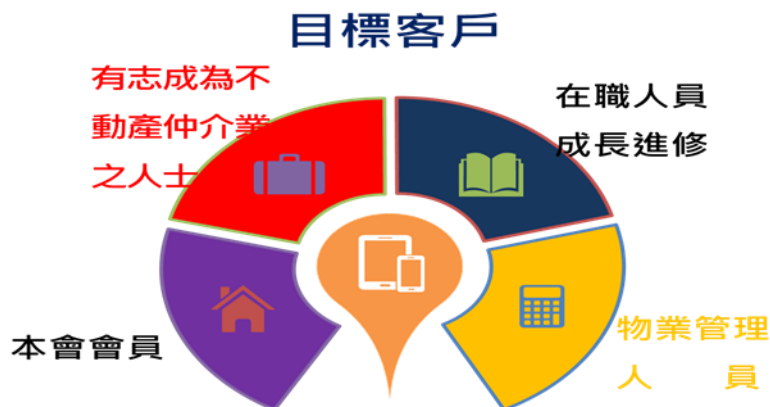 目標客戶
有志成為不
動產仲介業
之人士
在職人員
成長進修
本會會員
物業管理
人　　員